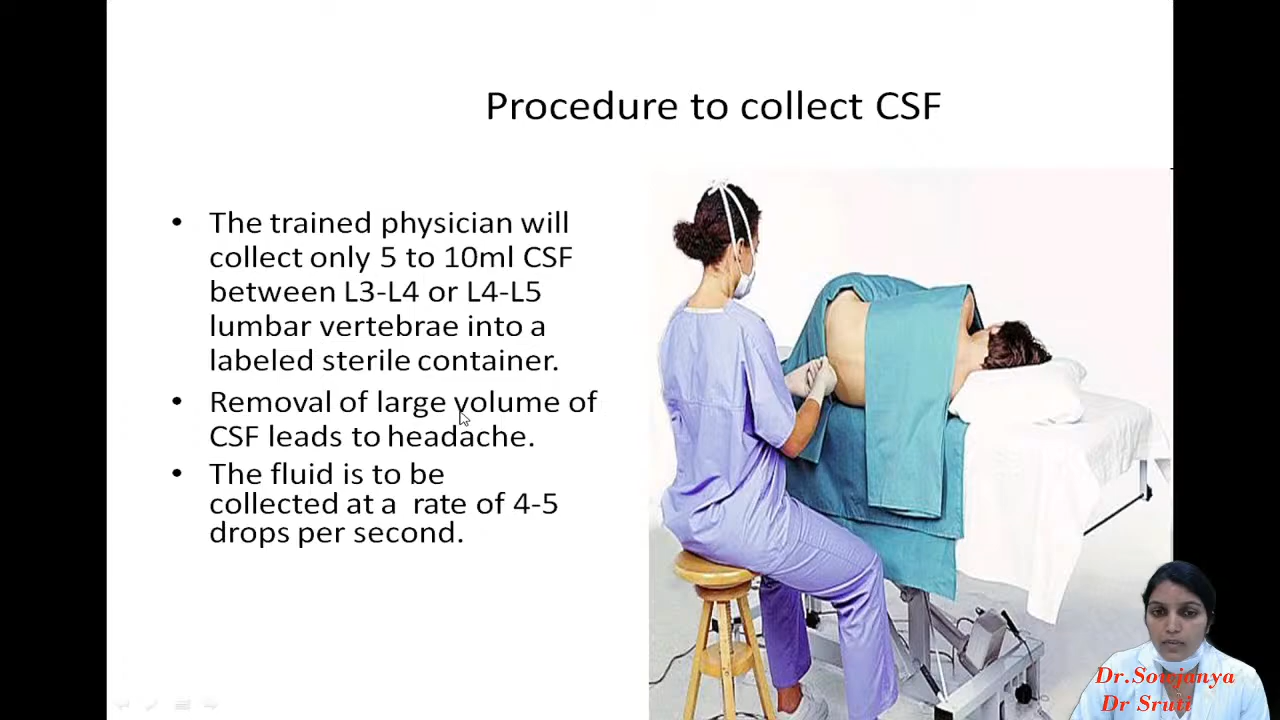 Procedure to collect CSF
• The trained physician will
collect only 5 to 10ml CSF
between L3-L4 or L4-L5
lumbar vertebrae into a
labeled sterile container.
• Removal of large volume of
CSF leads to headache.
• The fluid is to be
collected at a rate of 4-5
drops per second.
Dr.Sowjanya
Dr Sruti